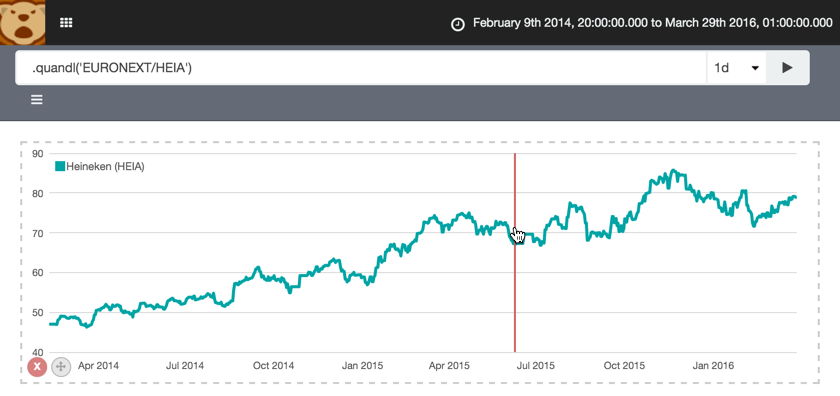 February 9th 2014, 20:00:00.000 to March 29th 2016, 01:00:00.000
.quandl('EURONEXT/HEIA')
1d
90
Heineken (HEIA)
80
70
60
50
40
X
Apr 2014 Jul 2014 Oct 2014 Jan 2015 Apr 2015 Jul 2015 Oct 2015 Jan 2016